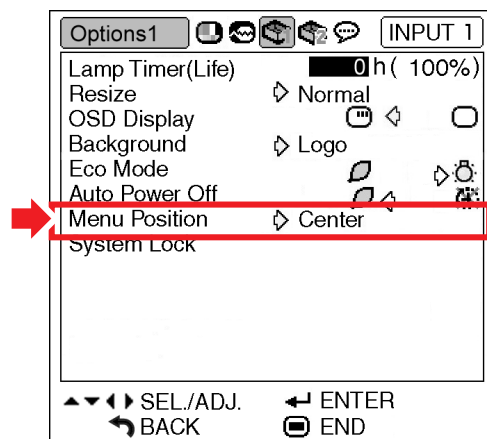 Options1 INPUT 1
Lamp Timer(Life) 0 h( 100%)
Resize Normal
OSD Display
Background Logo
Eco Mode
Auto Power Off
Menu Position Center
System Lock
SEL./ADJ. ENTER
BACK END